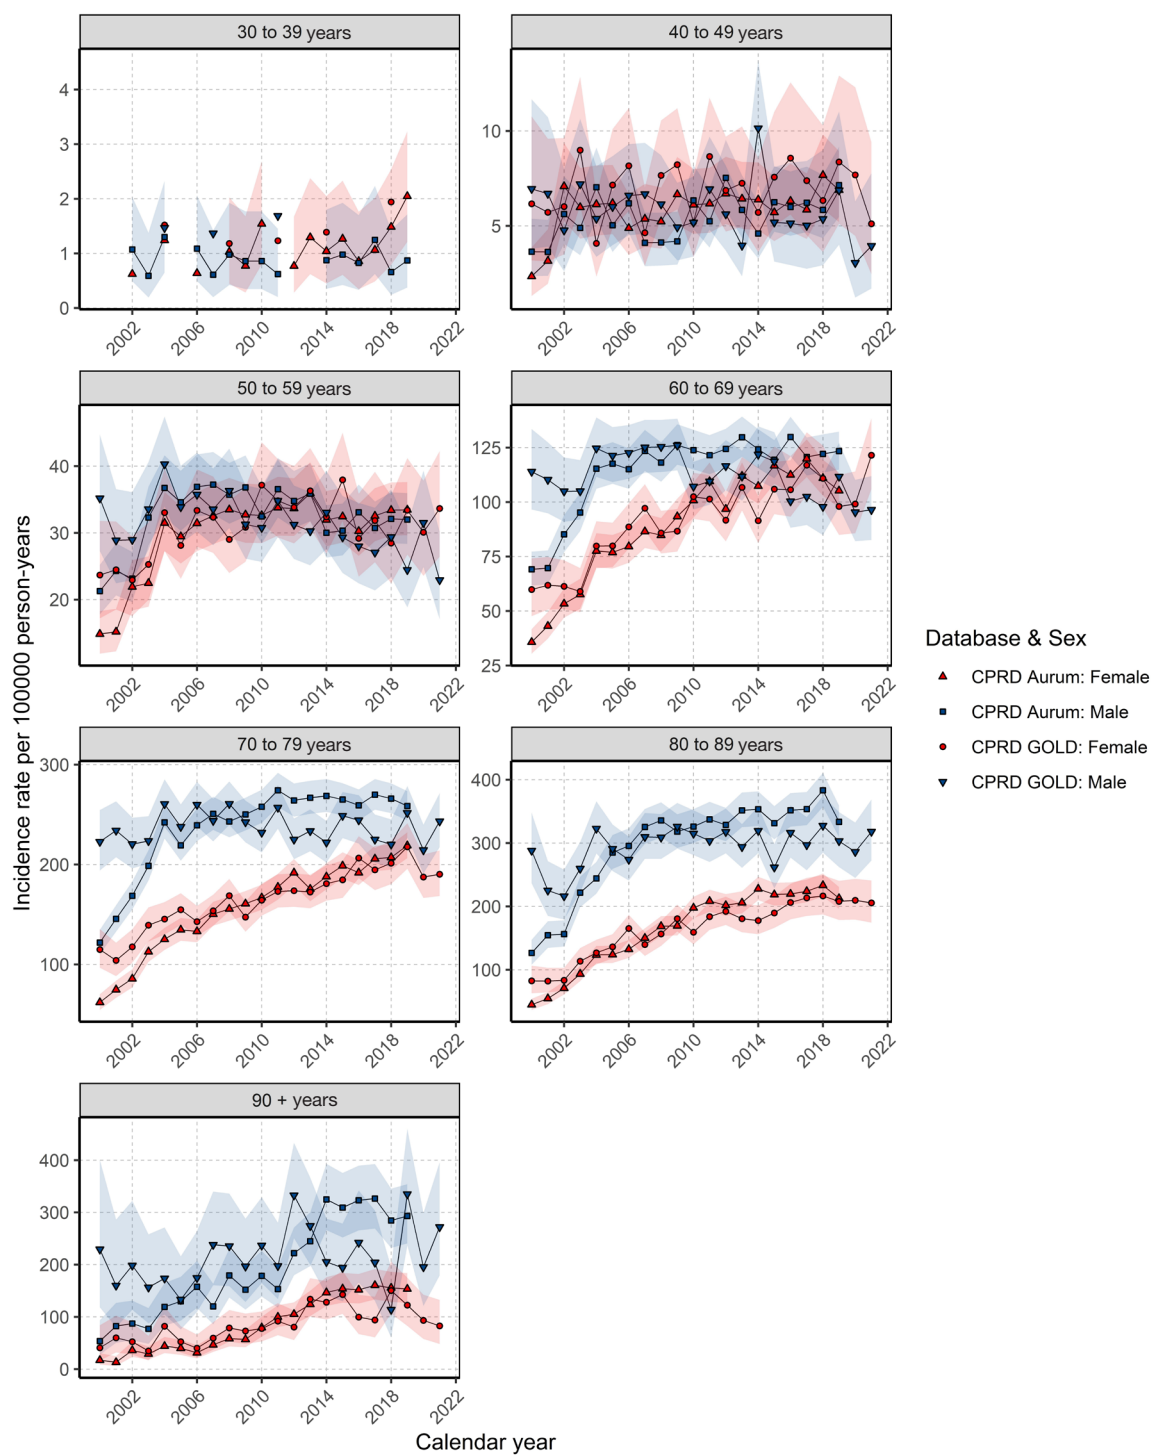 30 to 39 years
40 to 49 years
4
3
2
1
0
10
5
2002 2006 2010 2014 2018 2022
2002 2006 2010 2014 2018 2022
50 to 59 years
60 to 69 years
40
30
20
125
100
75
50
25
2002 2006 2010 2014 2018 2022
2002 2006 2010 2014 2018 2022
Incidence rate per 100000 person-years
Database & Sex
CPRD Aurum: Female
CPRD Aurum: Male
CPRD GOLD: Female
CPRD GOLD: Male
70 to 79 years
80 to 89 years
300
200
100
400
300
200
100
2002 2006 2010 2014 2018 2022
2002 2006 2010 2014 2018 2022
90 + years
400
300
200
100
0
2002 2006 2010 2014 2018 2022
Calendar year